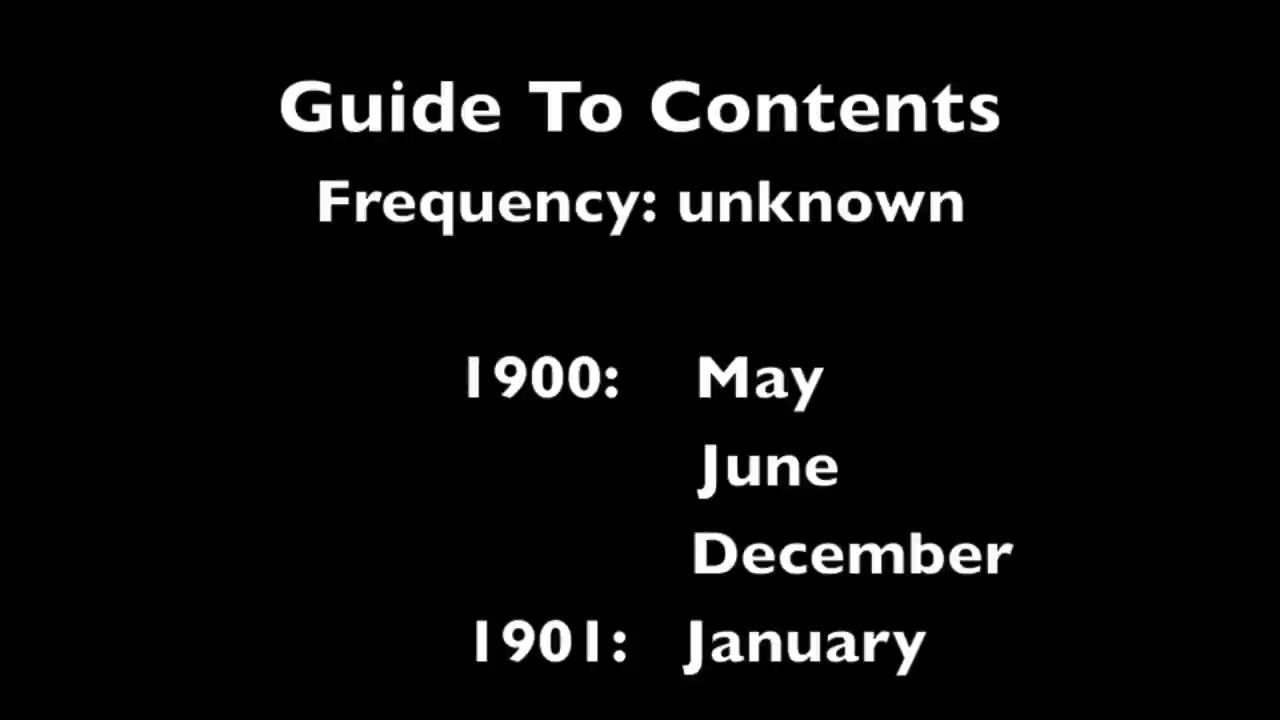 Guide To Contents
Frequency: unknown
1900: May
June
December
1901: January